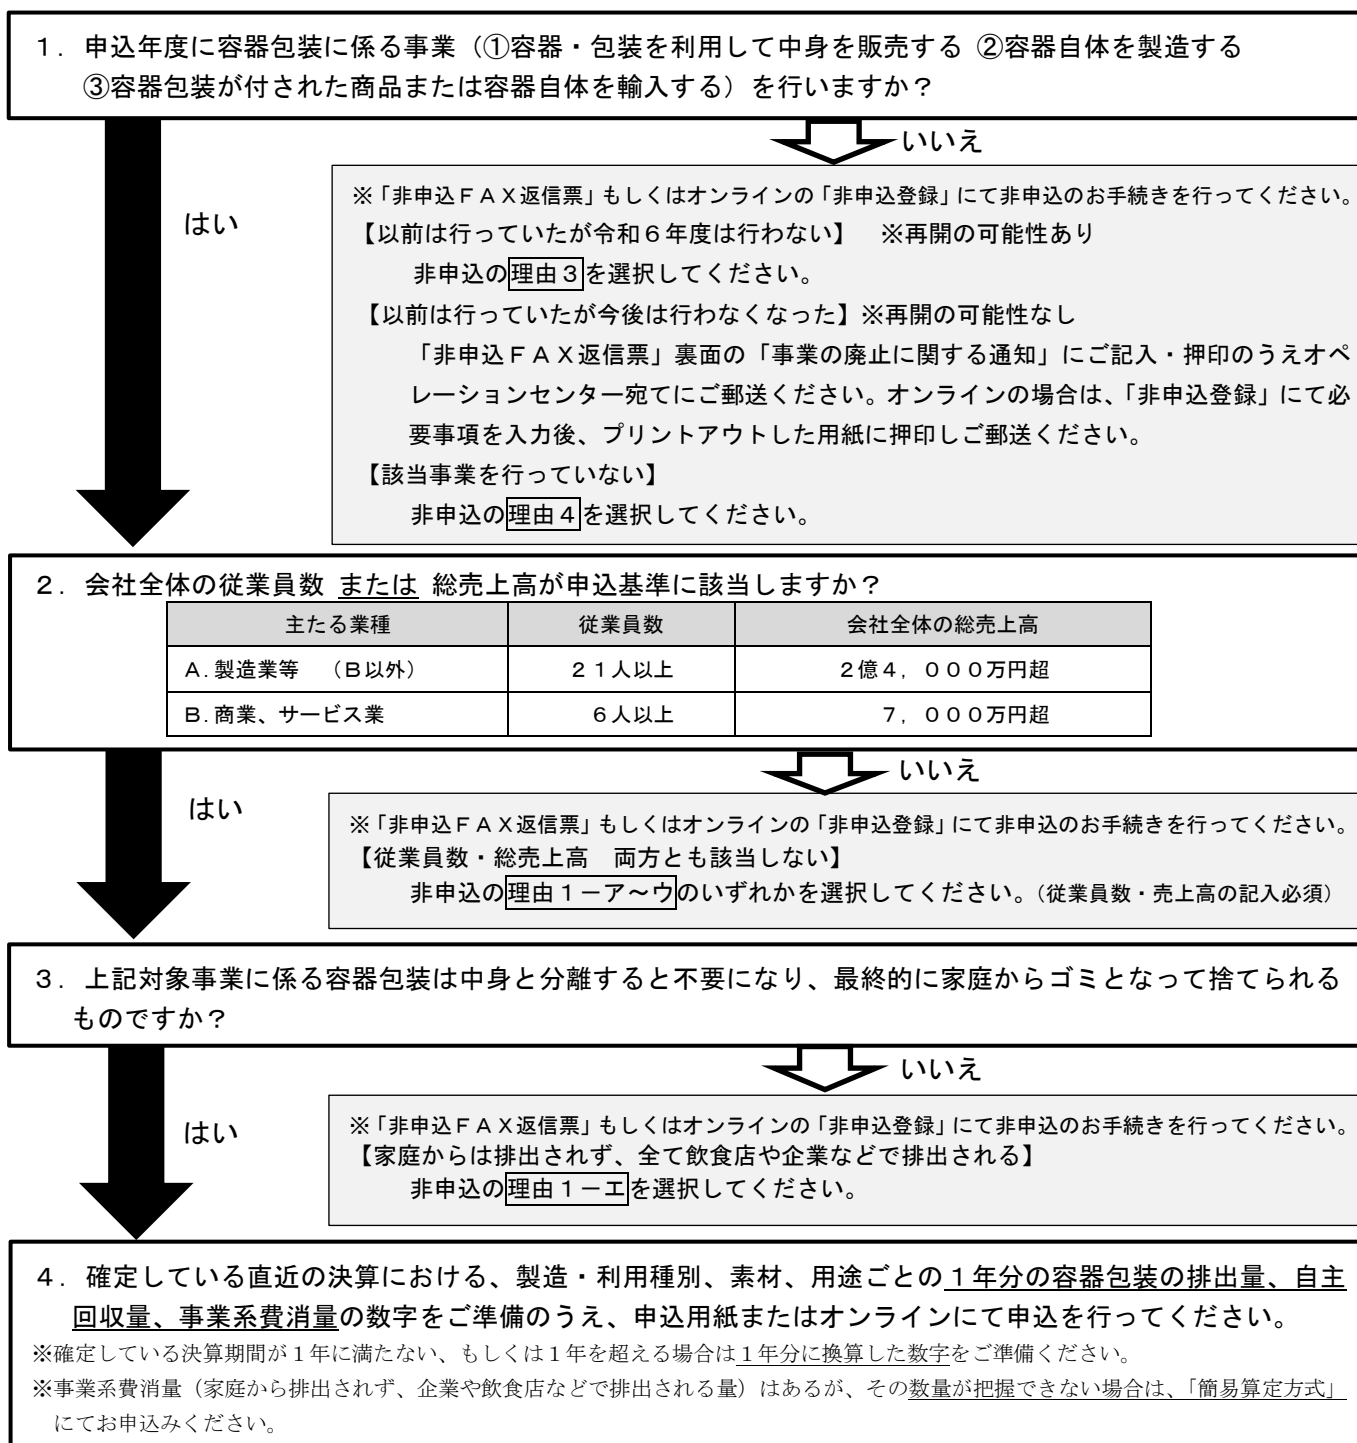 １．申込年度に容器包装に係る事業（①容器・包装を利用して中身を販売する ②容器自体を製造する
③容器包装が付された商品または容器自体を輸入する）を行いますか？
いいえ
はい
※「非申込ＦＡＸ返信票」もしくはオンラインの「非申込登録」にて非申込のお手続きを行ってください。
【以前は行っていたが令和６年度は行わない】　※再開の可能性あり
非申込の理由３を選択してください。
【以前は行っていたが今後は行わなくなった】※再開の可能性なし
「非申込ＦＡＸ返信票」裏面の「事業の廃止に関する通知」にご記入・押印のうえオペ
レーションセンター宛てにご郵送ください。オンラインの場合は、「非申込登録」にて必
要事項を入力後、プリントアウトした用紙に押印しご郵送ください。
【該当事業を行っていない】
非申込の理由４を選択してください。
２．会社全体の従業員数 または 総売上高が申込基準に該当しますか？
主たる業種　従業員数　会社全体の総売上高
Ａ.製造業等　（Ｂ以外）　２１人以上　２億４，０００万円超
Ｂ.商業、サービス業　６人以上　７，０００万円超
いいえ
はい
※「非申込ＦＡＸ返信票」もしくはオンラインの「非申込登録」にて非申込のお手続きを行ってください。
【従業員数・総売上高　両方とも該当しない】
非申込の理由１－ア～ウのいずれかを選択してください。（従業員数・売上高の記入必須）
３．上記対象事業に係る容器包装は中身と分離すると不要になり、最終的に家庭からゴミとなって捨てられる
ものですか？
いいえ
はい
※「非申込ＦＡＸ返信票」もしくはオンラインの「非申込登録」にて非申込のお手続きを行ってください。
【家庭からは排出されず、全て飲食店や企業などで排出される】
非申込の理由１－エを選択してください。
４．確定している直近の決算における、製造・利用種別、素材、用途ごとの１年分の容器包装の排出量、自主
回収量、事業系費消量の数字をご準備のうえ、申込用紙またはオンラインにて申込を行ってください。
※確定している決算期間が１年に満たない、もしくは１年を超える場合は１年分に換算した数字をご準備ください。
※事業系費消量（家庭から排出されず、企業や飲食店などで排出される量）はあるが、その数量が把握できない場合は、「簡易算定方式」
にてお申込みください。